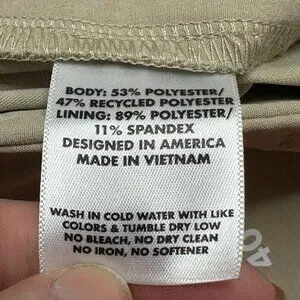 BODY: 53% POLYESTER/
47% RECYCLED POLYESTER
LINING: 89% POLYESTER/
11% SPANDEX
DESIGNED IN AMERICA
MADE IN VIETNAM
WASH IN COLD WATER WITH LIKE
COLORS & TUMBLE DRY LOW
NO BLEACH, NO DRY CLEAN
NO IRON, NO SOFTENER
40